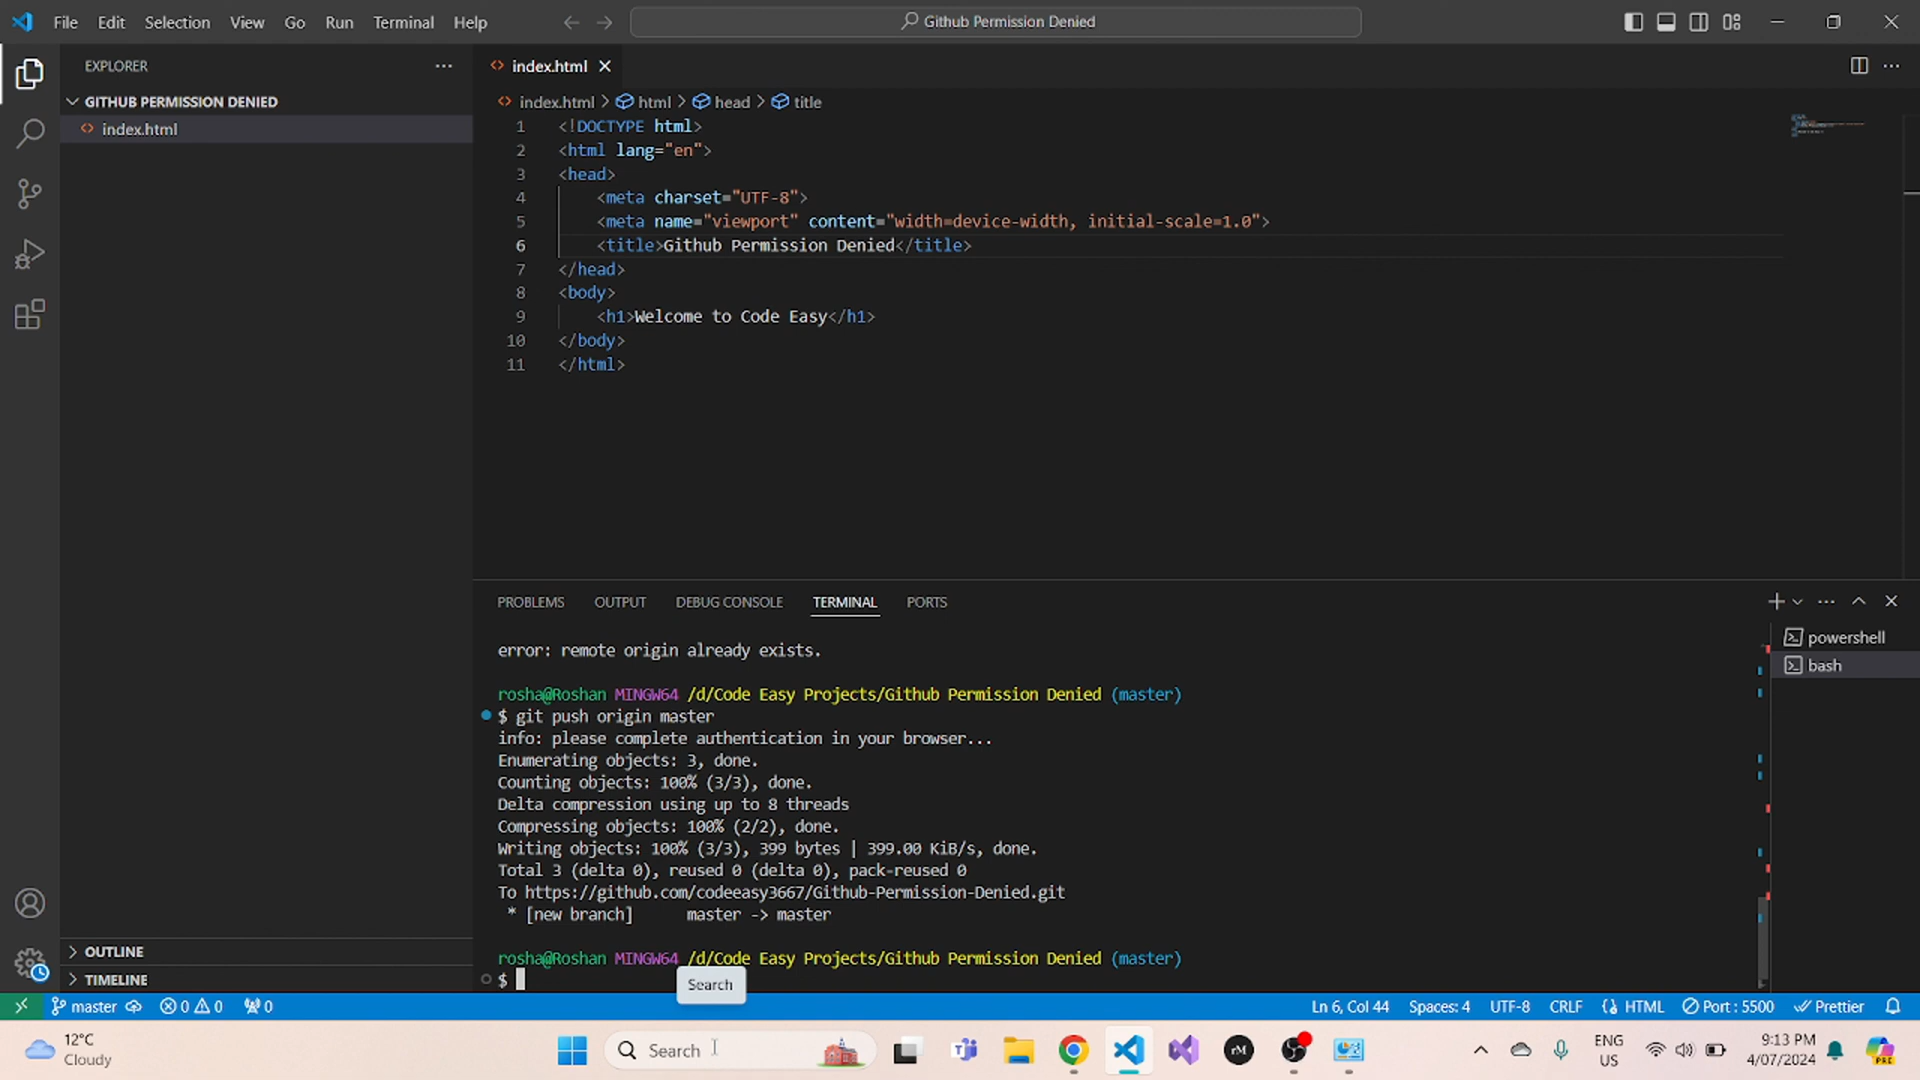 File Edit Selection View Go Run Terminal Help
Github Permission Denied
EXPLORER
GITHUB PERMISSION DENIED
index.html
OUTLINE
TIMELINE
index.html
index.html > html > head > title
1 <!DOCTYPE html>
2 <html lang="en">
3 <head>
4 <meta charset="UTF-8">
5 <meta name="viewport" content="width=device-width, initial-scale=1.0">
6 <title>Github Permission Denied</title>
7 </head>
8 <body>
9 <h1>Welcome to Code Easy</h1>
10 </body>
11 </html>
PROBLEMS OUTPUT DEBUG CONSOLE TERMINAL PORTS
powershell
bash
error: remote origin already exists.
rosha@Roshan MINGW64 /d/Code Easy Projects/Github Permission Denied (master)
$ git push origin master
info: please complete authentication in your browser...
Enumerating objects: 3, done.
Counting objects: 100% (3/3), done.
Delta compression using up to 8 threads
Compressing objects: 100% (2/2), done.
Writing objects: 100% (3/3), 399 bytes | 399.00 KiB/s, done.
Total 3 (delta 0), reused 0 (delta 0), pack-reused 0
To https://github.com/codeeasy3667/Github-Permission-Denied.git
* [new branch] master -> master
rosha@Roshan MINGW64 /d/Code Easy Projects/Github Permission Denied (master)
$
Search
master 0 0 0
Ln 6, Col 44 Spaces: 4 UTF-8 CRLF HTML Port : 5500 Prettier
12°C
Cloudy
Search
rM
ENG
US
9:13 PM
4/07/2024
PRE